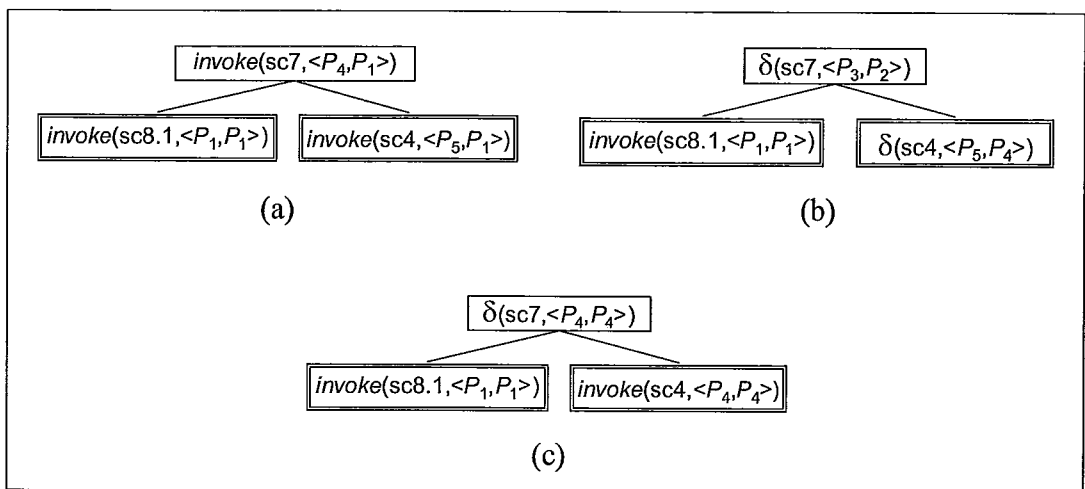 invoke(sc7,<P4,P1>)
δ(sc7,<P3,P2>)
invoke(sc8.1,<P1,P1>)
invoke(sc4,<P5,P1>)
invoke(sc8.1,<P1,P1>)
δ(sc4,<P5,P4>)
(a)
(b)
δ(sc7,<P4,P4>)
invoke(sc8.1,<P1,P1>)
invoke(sc4,<P4,P4>)
(c)